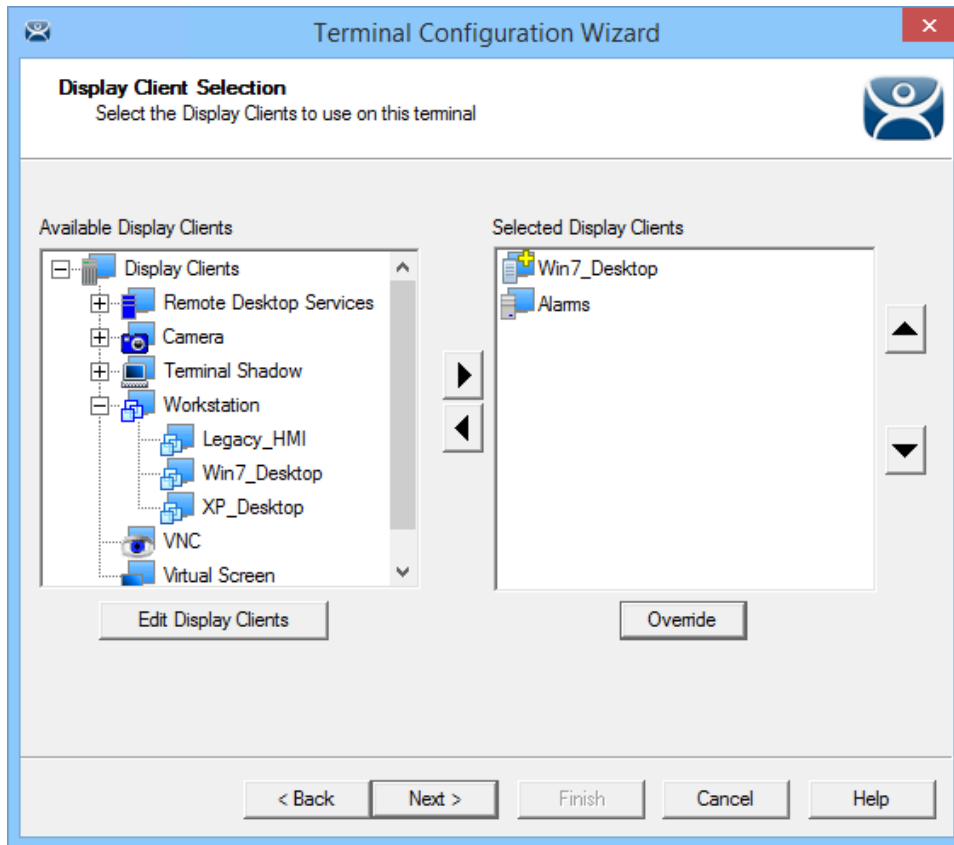 Terminal Configuration Wizard
Display Client Selection
Select the Display Clients to use on this terminal
Available Display Clients
Display Clients
Remote Desktop Services
Camera
Terminal Shadow
Workstation
Legacy_HMI
Win7_Desktop
XP_Desktop
VNC
Virtual Screen
Edit Display Clients
Selected Display Clients
Win7_Desktop
Alarms
Override
< Back
Next >
Finish
Cancel
Help